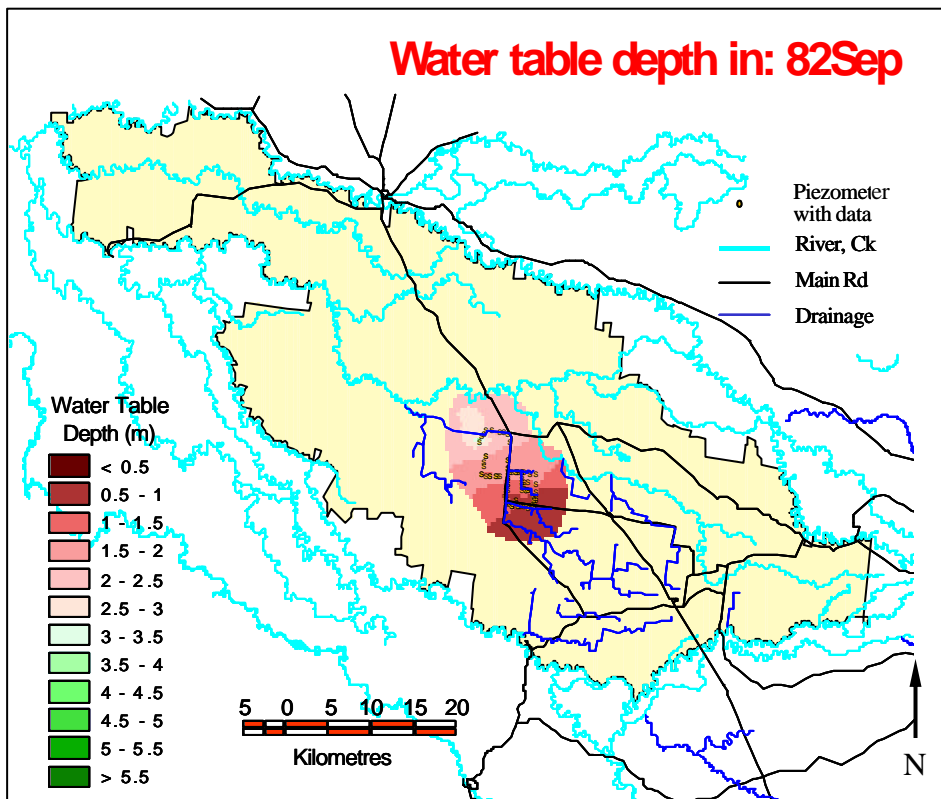 Water table depth in: 82Sep
Piezometer
with data
River, Ck
Main Rd
Drainage
Water Table
Depth (m)
< 0.5
0.5 - 1
1 - 1.5
1.5 - 2
2 - 2.5
2.5 - 3
3 - 3.5
3.5 - 4
4 - 4.5
4.5 - 5
5 - 5.5
> 5.5
5 0 5 10 15 20
Kilometres
N